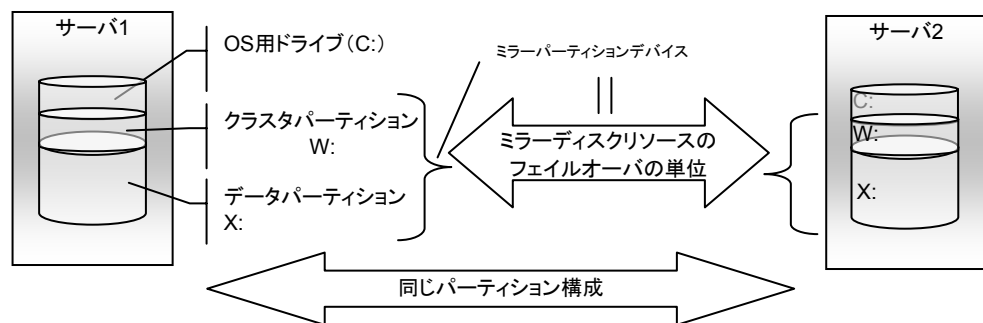 サーバ1
OS用ドライブ(C:)
クラスタパーティション
W:
データパーティション
X:
ミラーパーティションデバイス
ミラーディスクリソースの
フェイルオーバの単位
同じパーティション構成
サーバ2
C:
W:
X: